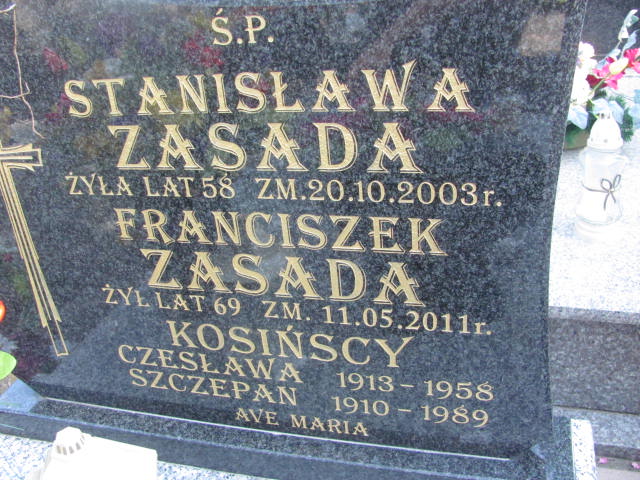 Ś.P.
STANISŁAWA
ZASADA
ŻYŁA LAT 58 ZM. 20.10.2003 r.
FRANCISZEK
ZASADA
ŻYŁ LAT 69 ZM. 11.05.2011 r.
KOSIŃSCY
CZESŁAWA 1913 - 1958
SZCZEPAN 1910 - 1989
AVE MARIA